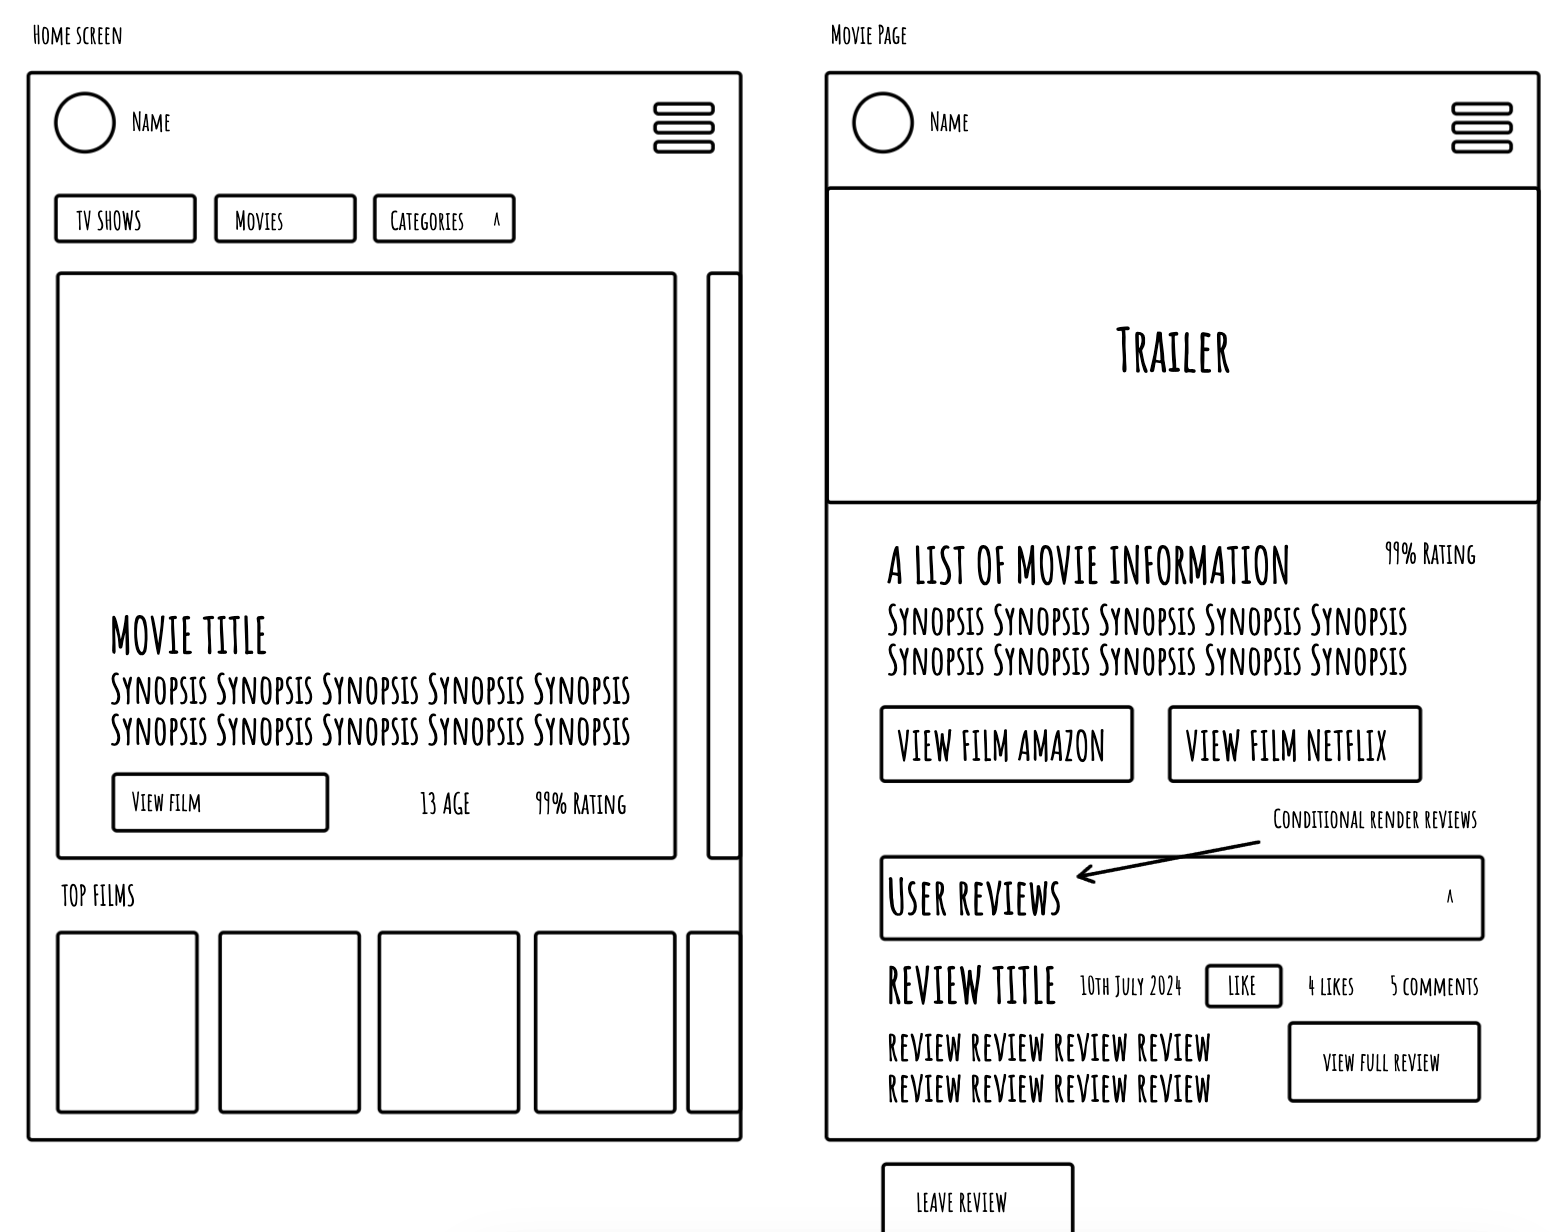 Home screen
Name
TV SHOWS
Movies
Categories ^
MOVIE TITLE
Synopsis Synopsis Synopsis Synopsis Synopsis
Synopsis Synopsis Synopsis Synopsis Synopsis
View film
13 AGE
99% Rating
TOP FILMS
Movie Page
Name
Trailer
A LIST OF MOVIE INFORMATION
99% Rating
Synopsis Synopsis Synopsis Synopsis Synopsis
Synopsis Synopsis Synopsis Synopsis Synopsis
VIEW FILM AMAZON
VIEW FILM NETFLIX
Conditional render reviews
User reviews ^
REVIEW TITLE
10th July 2024
LIKE
4 likes
5 comments
review review review review
review review review review
view full review
leave review